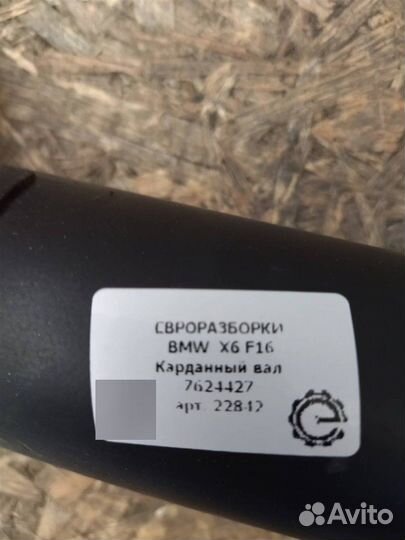 ЕВРОРАЗБОРКИ
BMW X6 F16
Карданный вал
7624427
арт. 22842
Avito